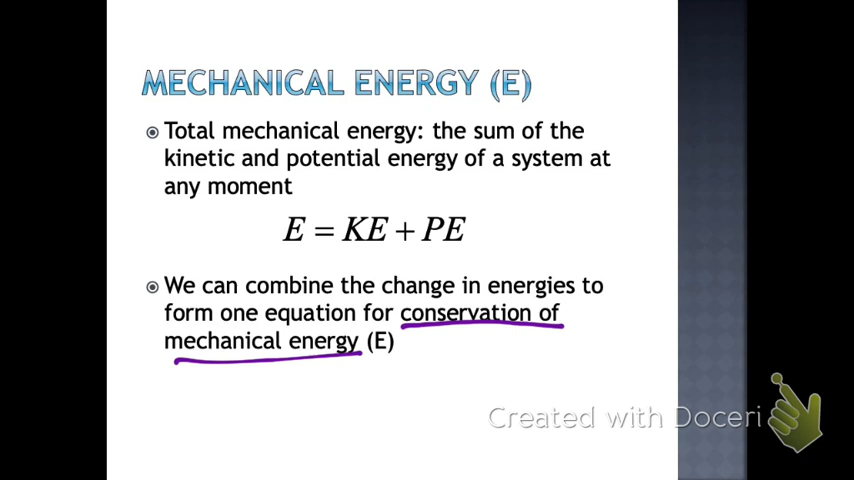 MECHANICAL ENERGY (E)
Total mechanical energy: the sum of the
kinetic and potential energy of a system at
any moment
E = KE + PE
We can combine the change in energies to
form one equation for conservation of
mechanical energy (E)
Created with Doceri